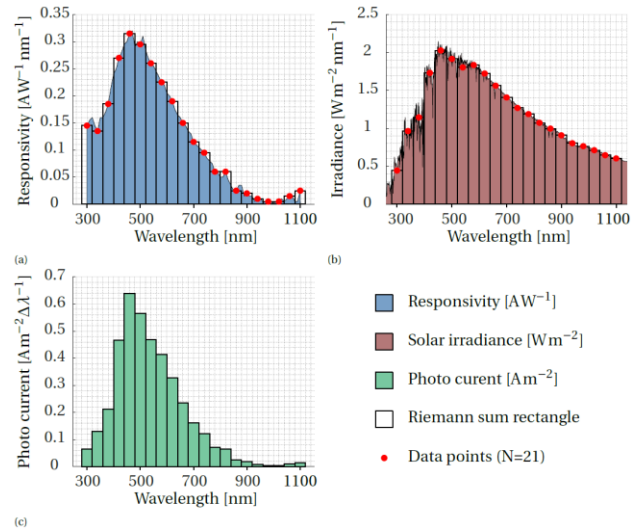 0.35
0.3
0.25
0.2
0.15
0.1
0.05
0
Responsivity [AW⁻¹ nm⁻¹]
300 500 700 900 1100
Wavelength [nm]
(a)
2.5
2
1.5
1
0.5
0
Irradiance [Wm⁻² nm⁻¹]
300 500 700 900 1100
Wavelength [nm]
(b)
0.7
0.6
0.5
0.4
0.3
0.2
0.1
0
Photo current [Am⁻²Δλ⁻¹]
300 500 700 900 1100
Wavelength [nm]
(c)
Responsivity [AW⁻¹]
Solar irradiance [Wm⁻²]
Photo curent [Am⁻²]
Riemann sum rectangle
Data points (N=21)